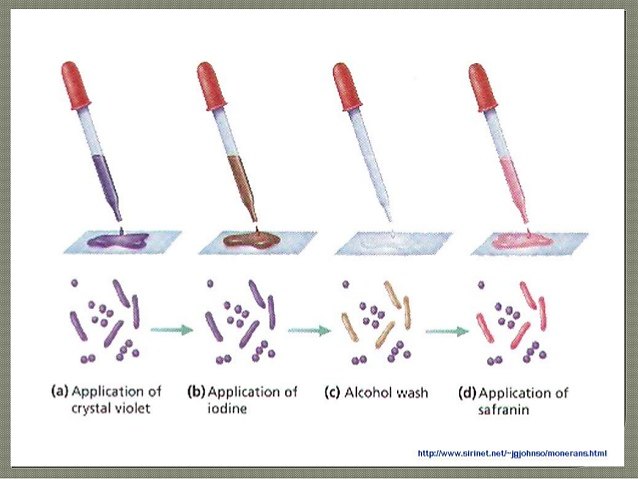 (a) Application of
crystal violet
(b) Application of
iodine
(c) Alcohol wash
(d) Application of
safranin
http://www.sirinet.net/~jgjohnso/monerans.html